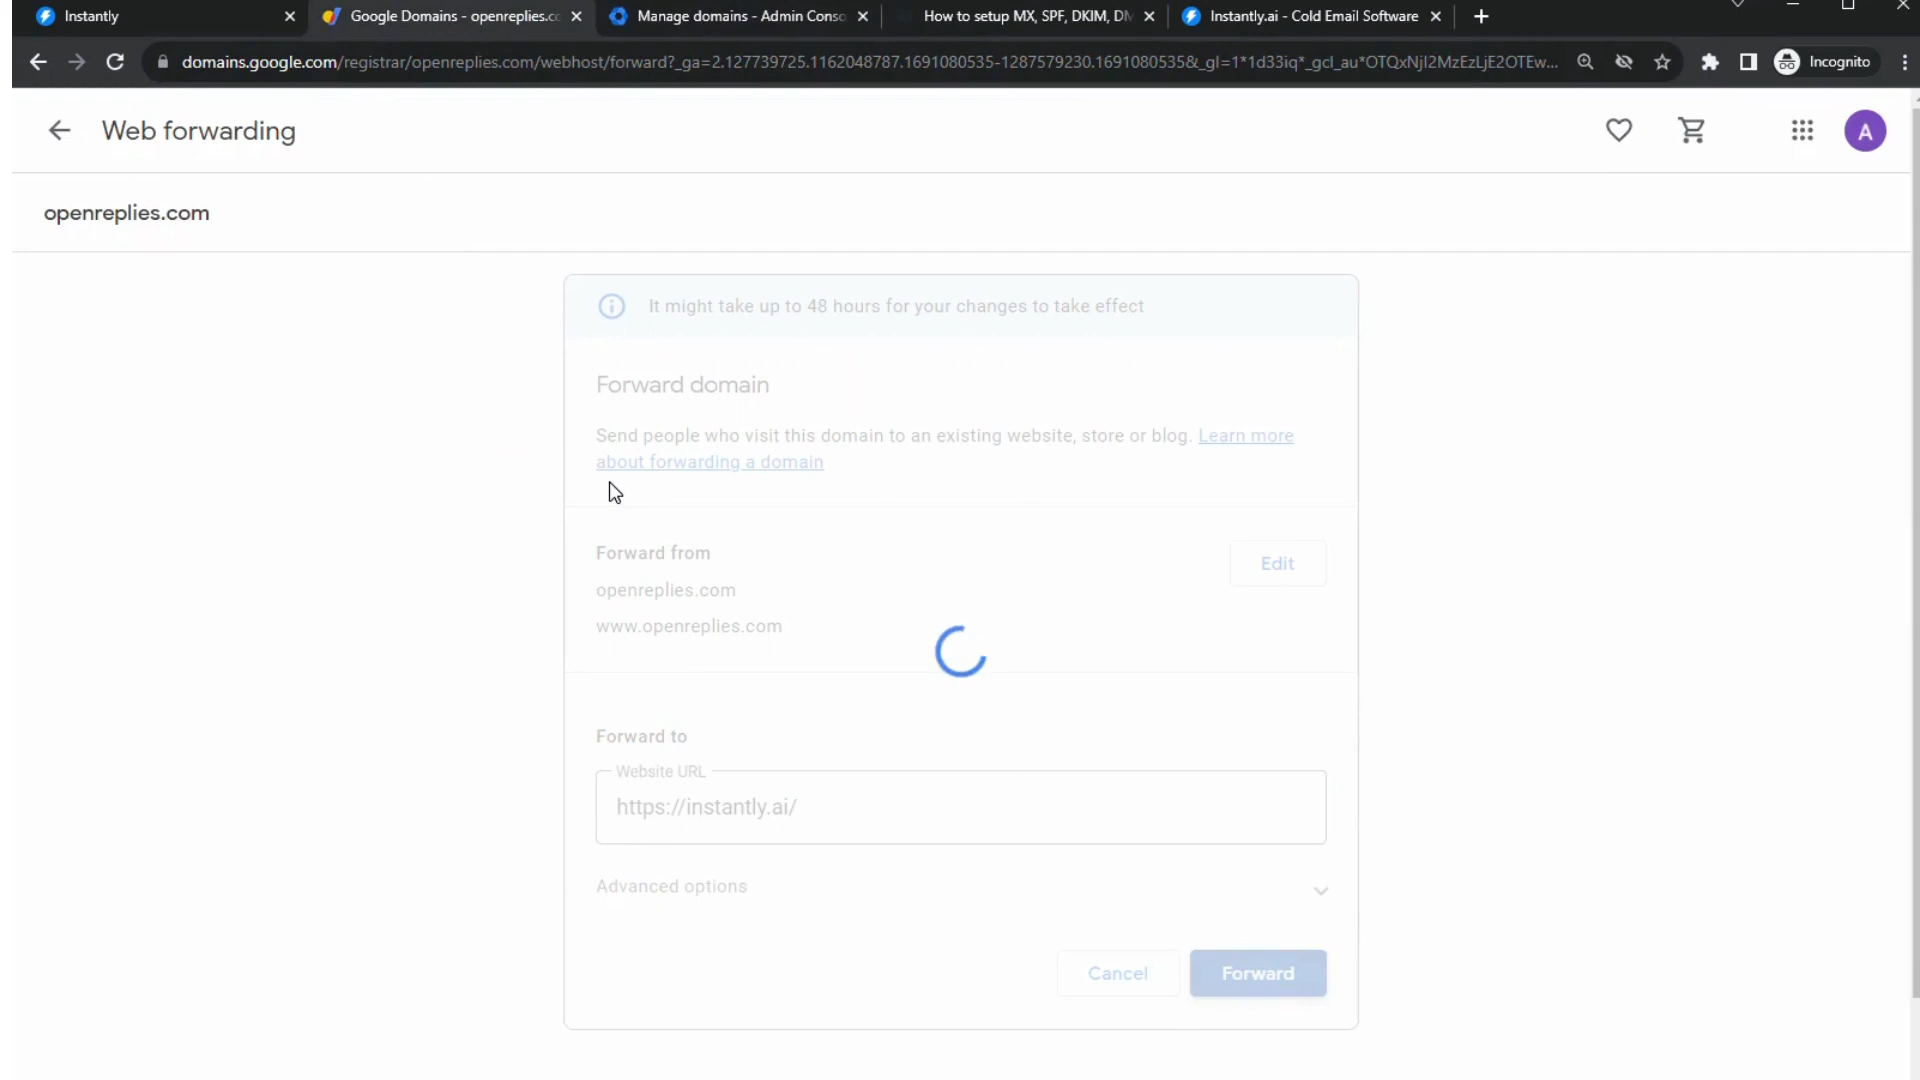 Instantly
Google Domains - openreplies.co
Manage domains - Admin Conso
How to setup MX, SPF, DKIM, DM
Instantly.ai - Cold Email Software
domains.google.com/registrar/openreplies.com/webhost/forward?_ga=2.127739725.1162048787.1691080535-1287579230.1691080535&_gl=1*1d33iq*_gcl_au*OTQxNjI2MzEzLjE2OTEw...
Incognito
Web forwarding
A
openreplies.com
It might take up to 48 hours for your changes to take effect
Forward domain
Send people who visit this domain to an existing website, store or blog. Learn more
about forwarding a domain
Forward from
Edit
openreplies.com
www.openreplies.com
Forward to
Website URL
https://instantly.ai/
Advanced options
Cancel
Forward